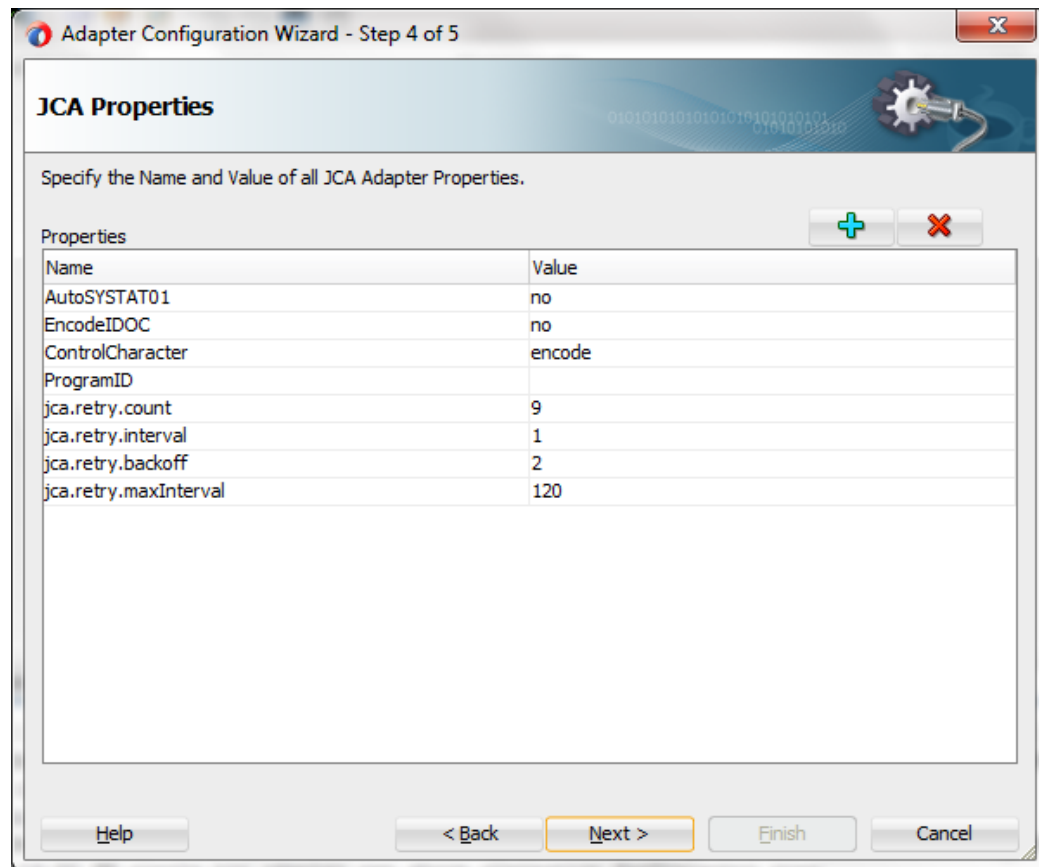 Adapter Configuration Wizard - Step 4 of 5
JCA Properties
Specify the Name and Value of all JCA Adapter Properties.
Properties
Name Value
AutoSYSTAT01 no
EncodeIDOC no
ControlCharacter encode
ProgramID
jca.retry.count 9
jca.retry.interval 1
jca.retry.backoff 2
jca.retry.maxInterval 120
Help < Back Next > Finish Cancel